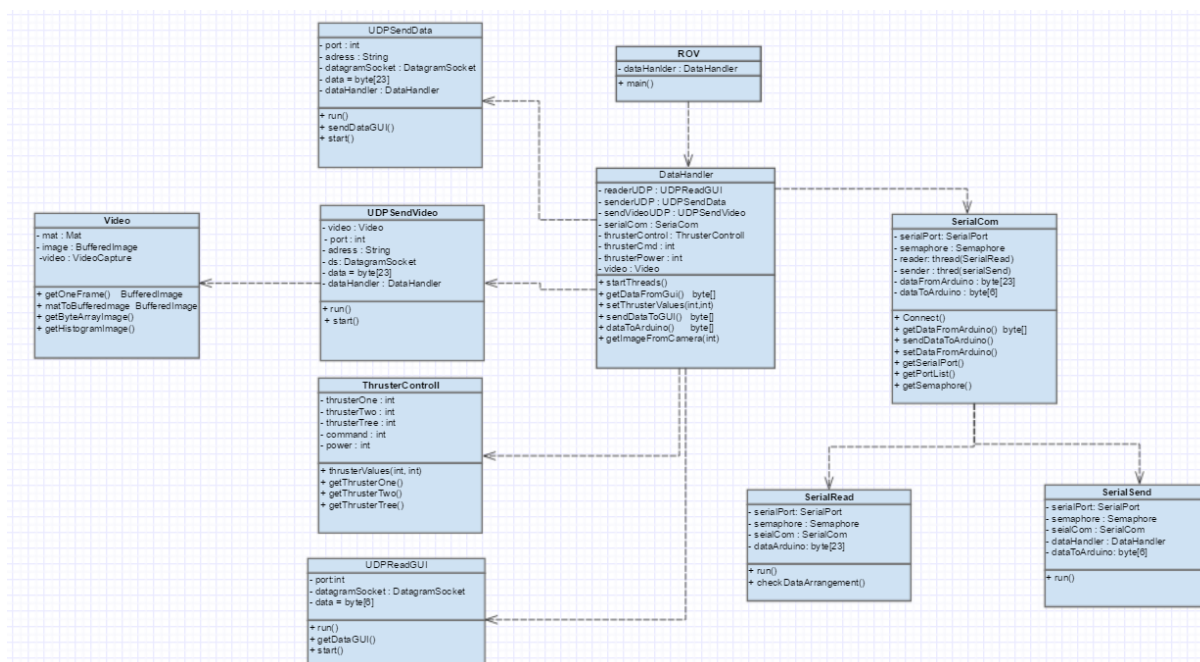 UDPSendData
- port : int
- adress : String
- datagramSocket : DatagramSocket
- data = byte[23]
- dataHandler : DataHandler
+ run()
+ sendDataGUI()
+ start()
ROV
- dataHanlder : DataHandler
+ main()
DataHandler
- readerUDP : UDPReadGUI
- senderUDP : UDPSendData
- sendVideoUDP : UDPSendVideo
- serialCom : SeriaCom
- thrusterControl : ThrusterControll
- thrusterCmd : int
- thrusterPower : int
- video : Video
+ startThreads()
+ getDataFromGui() byte[]
+ setThrusterValues(int,int)
+ sendDataToGUI() byte[]
+ dataToArduino() byte[]
+ getImageFromCamera(int)
Video
- mat : Mat
- image : BufferedImage
-video : VideoCapture
+ getOneFrame() BufferedImage
+ matToBufferedImage BufferedImage
+ getByteArrayImage()
+ getHistogramImage()
UDPSendVideo
- video : Video
- port : int
- adress : String
- ds: DatagramSocket
- data = byte[23]
- dataHandler : DataHandler
+ run()
+ start()
SerialCom
- serialPort: SerialPort
- semaphore : Semaphore
- reader: thread(SerialRead)
- sender : thred(serialSend)
- dataFromArduino : byte[23]
- dataToArduino : byte[6]
+ Connect()
+ getDataFromArduino() byte[]
+ sendDataToArduino()
+ setDataFromArduino()
+ getSerialPort()
+ getPortList()
+ getSemaphore()
ThrusterControll
- thrusterOne : int
- thrusterTwo : int
- thrusterTree : int
- command : int
- power : int
+ thrusterValues(int, int)
+ getThrusterOne()
+ getThrusterTwo()
+ getThrusterTree()
SerialRead
- serialPort: SerialPort
- semaphore : Semaphore
- seialCom : SerialCom
- dataArduino: byte[23]
+ run()
+ checkDataArrangement()
SerialSend
- serialPort: SerialPort
- semaphore : Semaphore
- seialCom : SerialCom
- dataHandler : DataHandler
- dataToArduino: byte[6]
+ run()
UDPReadGUI
- port:int
- datagramSocket : DatagramSocket
- data = byte[6]
+ run()
+ getDataGUI()
+ start()